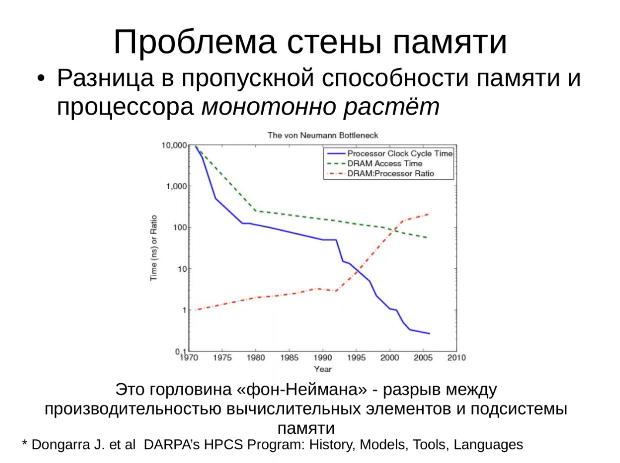 Проблема стены памяти
• Разница в пропускной способности памяти и
процессора монотонно растёт
The von Neumann Bottleneck
Processor Clock Cycle Time
DRAM Access Time
DRAM:Processor Ratio
Time (ns) or Ratio
10,000
1,000
100
10
1
0,1
1970 1975 1980 1985 1990 1995 2000 2005 2010
Year
Это горловина «фон-Неймана» - разрыв между
производительностью вычислительных элементов и подсистемы
памяти
* Dongarra J. et al DARPA's HPCS Program: History, Models, Tools, Languages